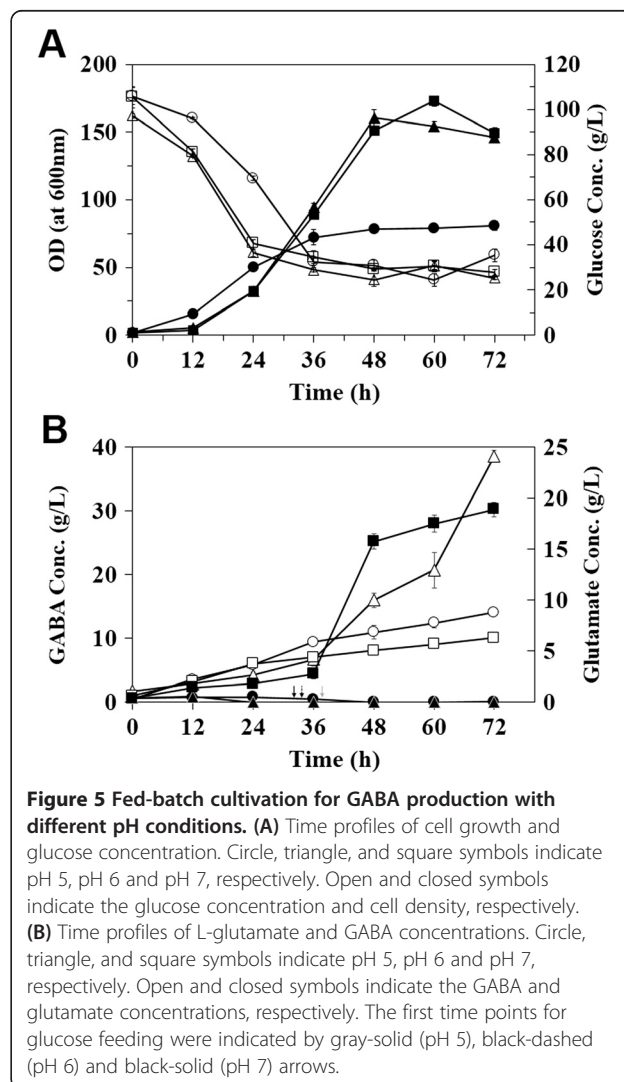 A
200
150
100
50
0
OD (at 600nm)
120
100
80
60
40
20
0
Glucose Conc. (g/L)
0 12 24 36 48 60 72
Time (h)
B
40
30
20
10
0
GABA Conc. (g/L)
25
20
15
10
5
0
Glutamate Conc. (g/L)
0 12 24 36 48 60 72
Time (h)
Figure 5 Fed-batch cultivation for GABA production with
different pH conditions. (A) Time profiles of cell growth and
glucose concentration. Circle, triangle, and square symbols indicate
pH 5, pH 6 and pH 7, respectively. Open and closed symbols
indicate the glucose concentration and cell density, respectively.
(B) Time profiles of L-glutamate and GABA concentrations. Circle,
triangle, and square symbols indicate pH 5, pH 6 and pH 7,
respectively. Open and closed symbols indicate the GABA and
glutamate concentrations, respectively. The first time points for
glucose feeding were indicated by gray-solid (pH 5), black-dashed
(pH 6) and black-solid (pH 7) arrows.